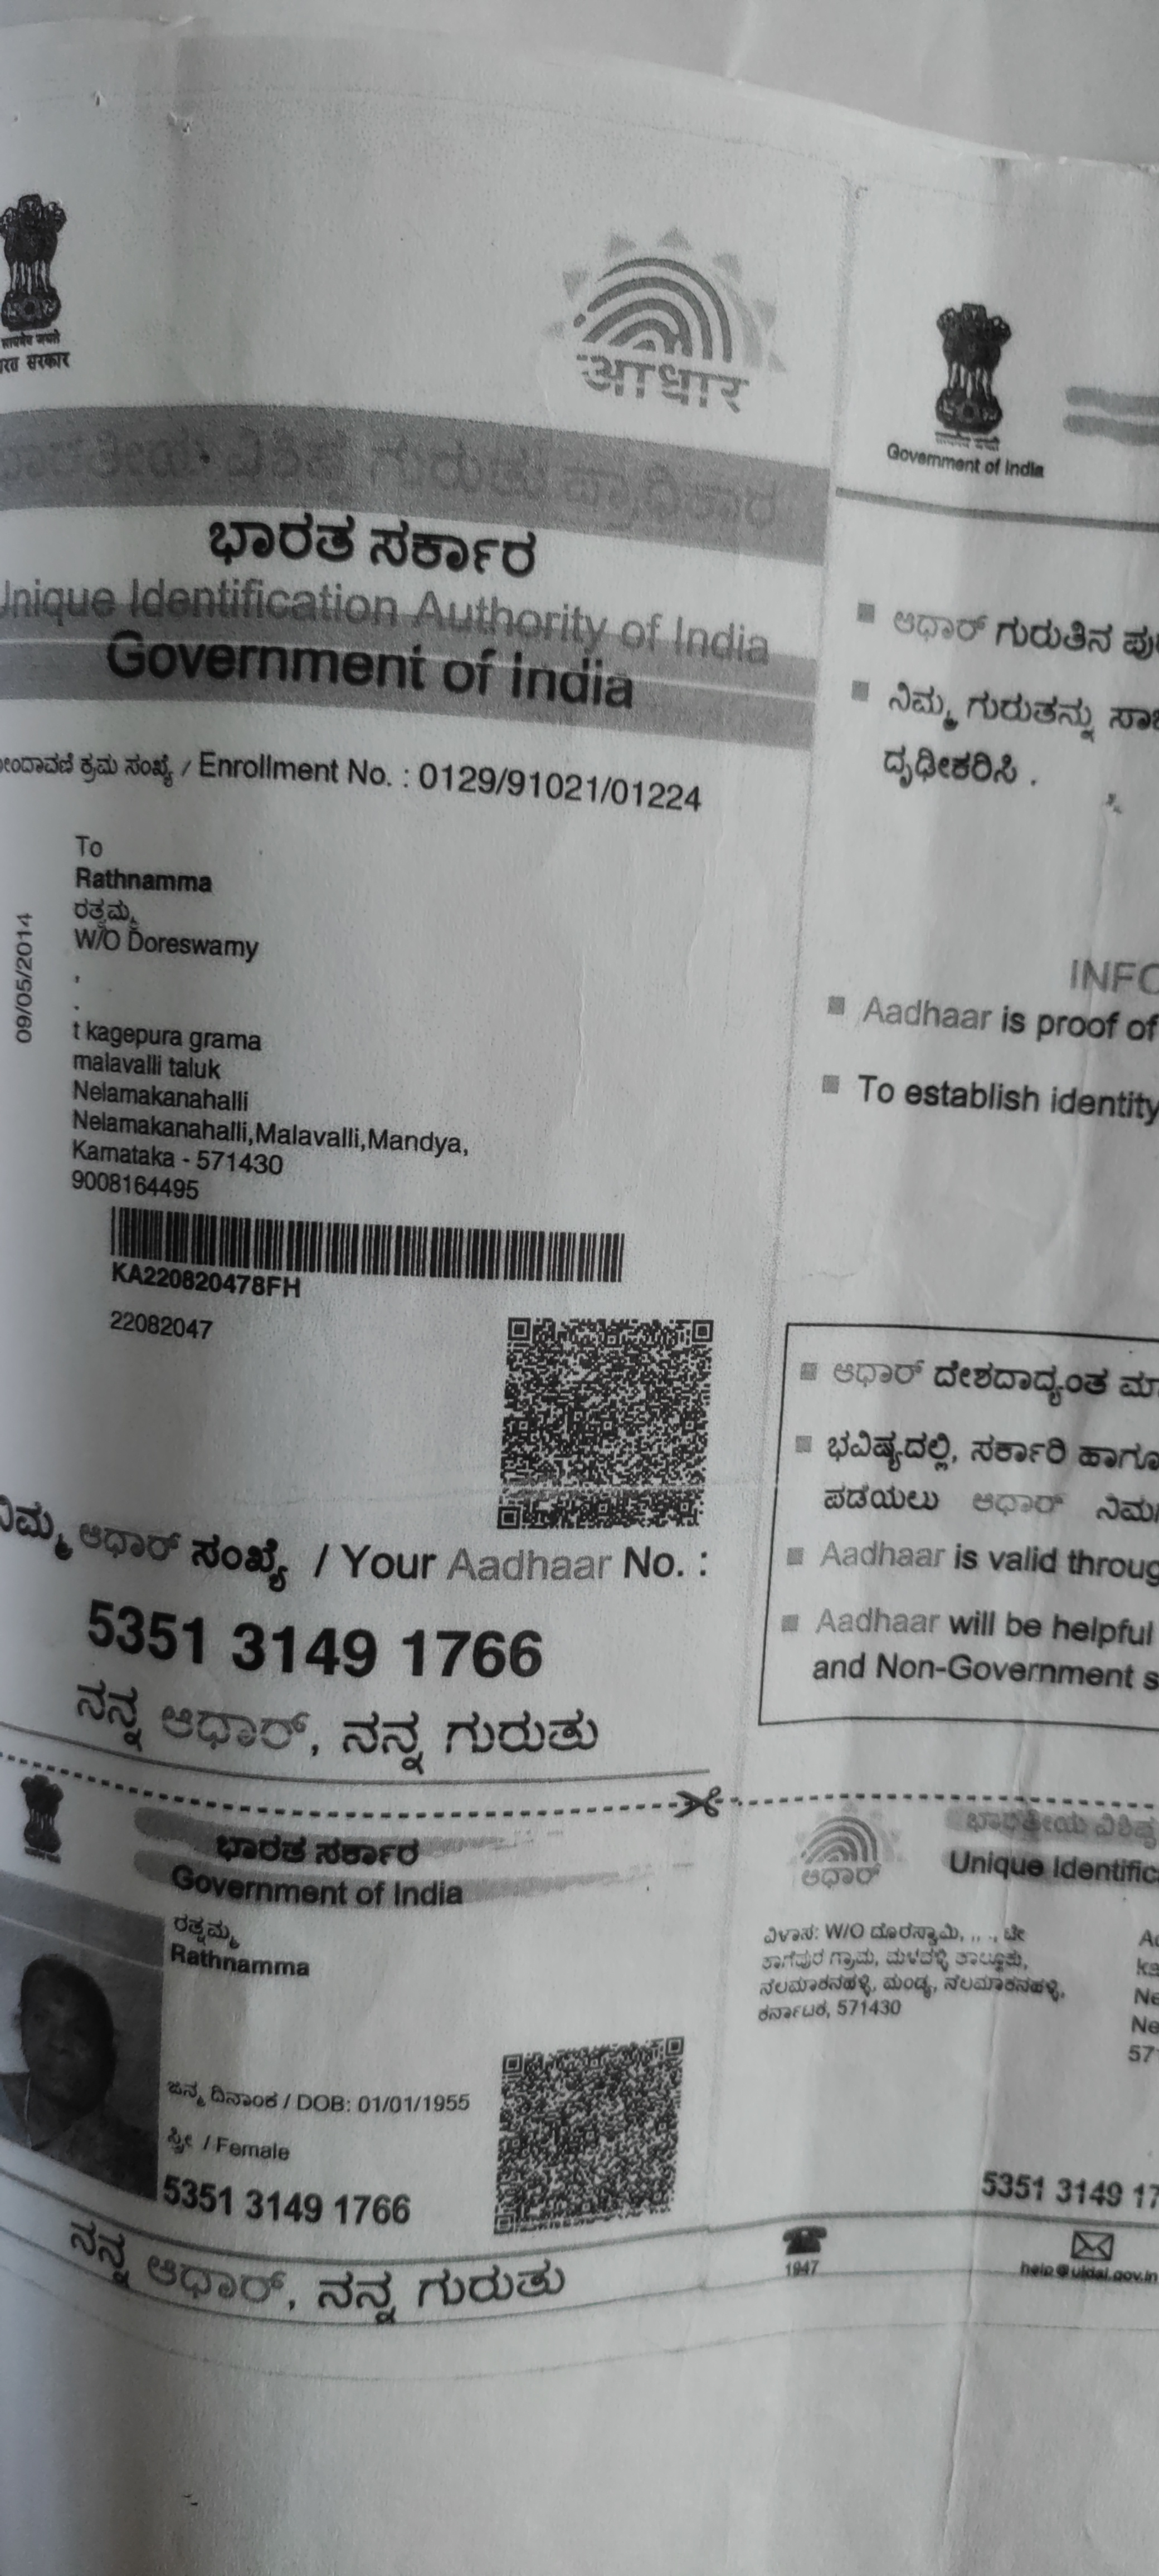 सत्यमेव जयते
सरकार
आधार
ಭಾರತ ಸರ್ಕಾರ
Unique Identification Authority of India
Government of India
ಕ್ರಮ ಸಂಖ್ಯೆ / Enrollment No. : 0129/91021/01224
To
Rathnamma
ರತ್ನಮ್ಮ
W/O Doreswamy
,
.
t kagepura grama
malavalli taluk
Nelamakanahalli
Nelamakanahalli,Malavalli,Mandya,
Karnataka - 571430
9008164495
09/05/2014
KA220820478FH
22082047
ನಿಮ್ಮ ಆಧಾರ್ ಸಂಖ್ಯೆ / Your Aadhaar No. :
5351 3149 1766
ನನ್ನ ಆಧಾರ್, ನನ್ನ ಗುರುತು
Government of India
ಆಧಾರ್ ಗುರುತಿನ
ನಿಮ್ಮ ಗುರುತನ್ನು
ದೃಢೀಕರಿಸಿ .
Aadhaar is proof of
To establish identity
ಆಧಾರ್ ದೇಶದಾದ್ಯಂತ
ಭವಿಷ್ಯದಲ್ಲಿ, ಸರ್ಕಾರಿ ಹಾಗೂ
ಪಡೆಯಲು ಆಧಾರ್
Aadhaar is valid
Aadhaar will be helpful
and Non-Government
ಭಾರತ ಸರ್ಕಾರ
Government of India
ರತ್ನಮ್ಮ
Rathnamma
ಜನ್ಮ ದಿನಾಂಕ / DOB: 01/01/1955
ಸ್ತ್ರೀ / Female
5351 3149 1766
ನನ್ನ ಆಧಾರ್, ನನ್ನ ಗುರುತು
ಆಧಾರ್
ಭಾರತೀಯ ವಿಶಿಷ್ಟ
Unique
ವಿಳಾಸ: W/O ದೊರೆಸ್ವಾಮಿ, ,, ., ಟೀ
ಕಾಗೆಪುರ ಗ್ರಾಮ, ಮಳವಳ್ಳಿ ತಾಲ್ಲೂಕು,
ನೆಲಮಾಕನಹಳ್ಳಿ, ಮಂಡ್ಯ, ನೆಲಮಾಕನಹಳ್ಳಿ,
ಕರ್ನಾಟಕ, 571430
5351 3149 17
1947
help@uidai.gov.in